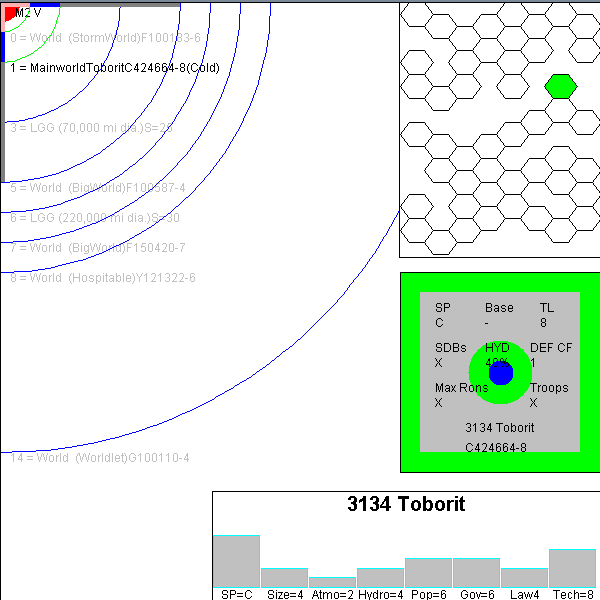 M2 V
0 = World (StormWorld)F100133-6
1 = MainworldToboritC424664-8(Cold)
3 = LGG (70,000 mi dia.)S=25
5 = World (BigWorld)F100587-4
6 = LGG (220,000 mi dia.)S=30
7 = World (BigWorld)F150420-7
8 = World (Hospitable)Y121322-6
14 = World (Worldlet)G100110-4
SP Base TL
C - 8
SDBs HYD DEF CF
X 40% 1
Max Rons Troops
X X
3134 Toborit
C424664-8
3134 Toborit
SP=C Size=4 Atmo=2 Hydro=4 Pop=6 Gov=6 Law4 Tech=8